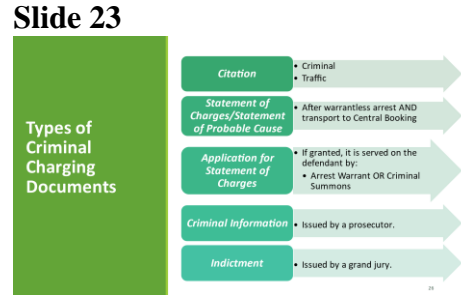 Slide 23
Types of
Criminal
Charging
Documents
Citation
• Criminal
• Traffic
Statement of
Charges/Statement
of Probable Cause
• After warrantless arrest AND
transport to Central Booking
Application for
Statement of
Charges
• If granted, it is served on the
defendant by:
• Arrest Warrant OR Criminal
Summons
Criminal Information
• Issued by a prosecutor.
Indictment
• Issued by a grand jury.
23